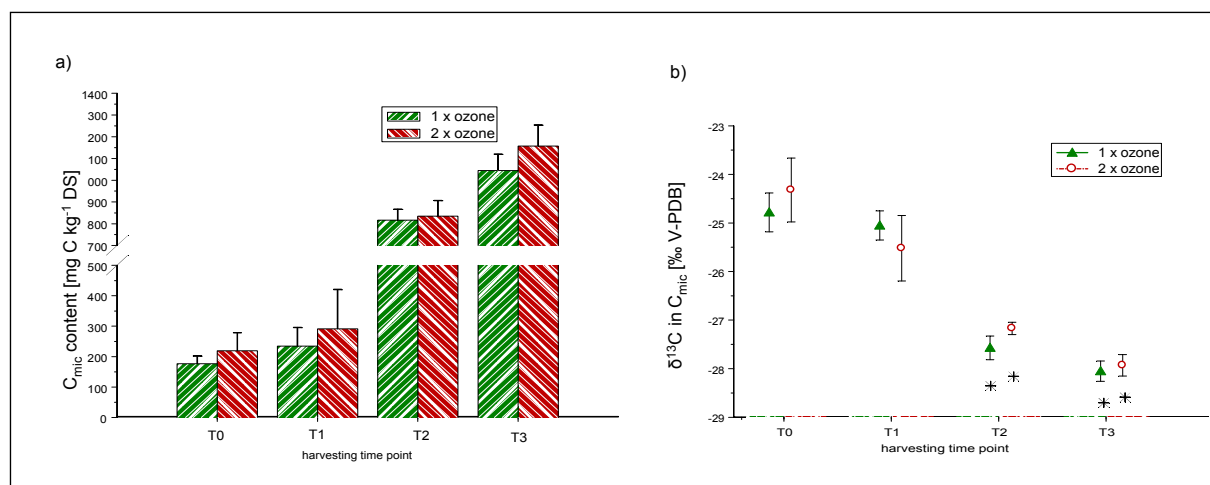 a)
C_mic content [mg C kg⁻¹ DS]
1400
300
200
100
000
900
800
700
500
400
300
200
100
0
1 x ozone
2 x ozone
T0 T1 T2 T3
harvesting time point
b)
δ¹³C in C_mic [‰ V-PDB]
-23
-24
-25
-26
-27
-28
-29
1 x ozone
2 x ozone
T0 T1 T2 T3
harvesting time point